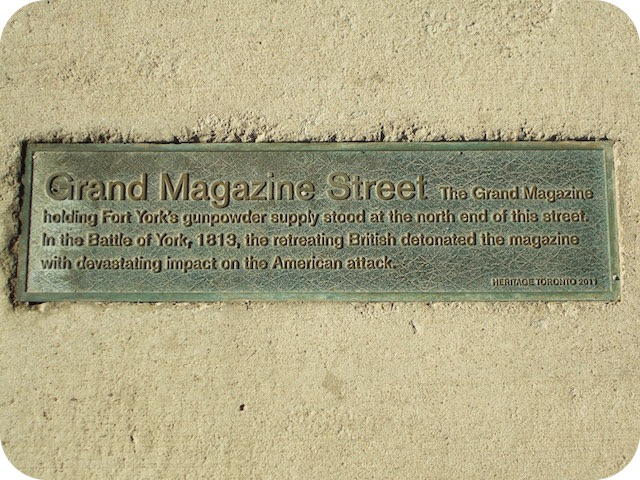 Grand Magazine Street The Grand Magazine
holding Fort York's gunpowder supply stood at the north end of this street.
In the Battle of York, 1813, the retreating British detonated the magazine
with devastating impact on the American attack.
HERITAGE TORONTO 2011